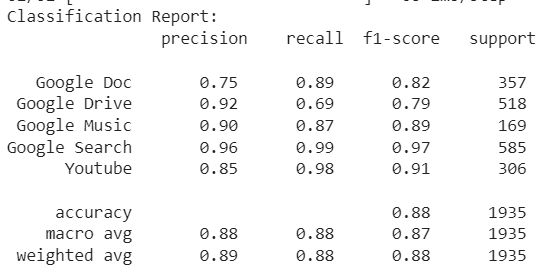 Classification Report:
precision recall f1-score support
Google Doc 0.75 0.89 0.82 357
Google Drive 0.92 0.69 0.79 518
Google Music 0.90 0.87 0.89 169
Google Search 0.96 0.99 0.97 585
Youtube 0.85 0.98 0.91 306
accuracy 0.88 1935
macro avg 0.88 0.88 0.87 1935
weighted avg 0.89 0.88 0.88 1935